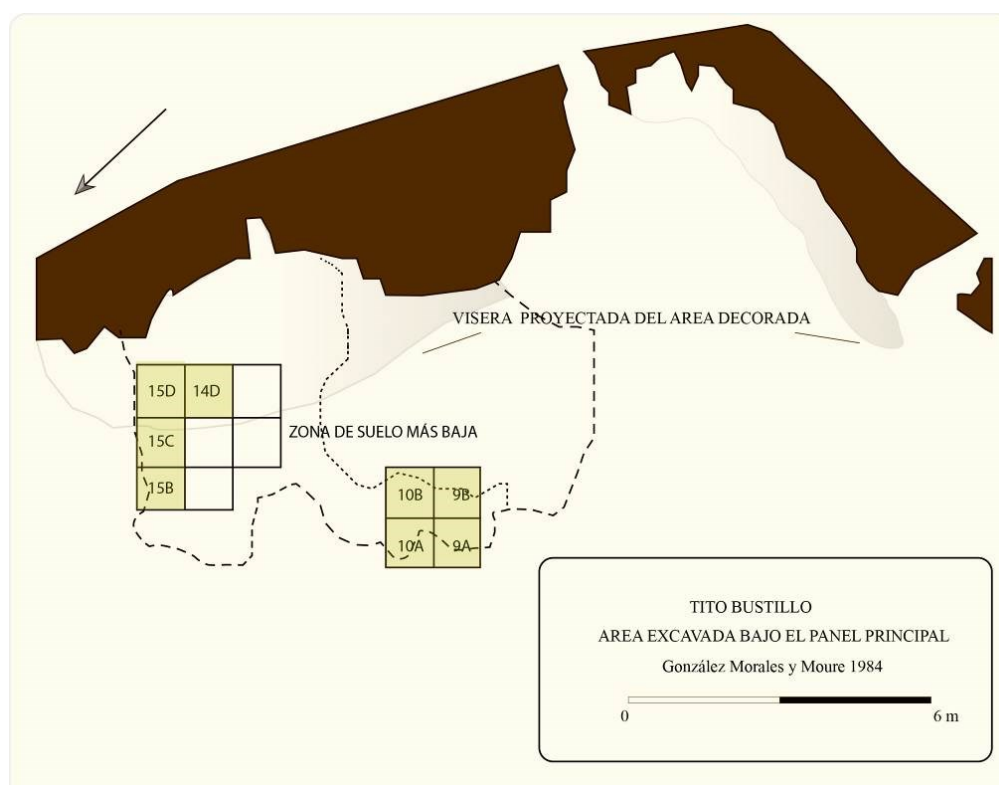 VISERA PROYECTADA DEL AREA DECORADA
15D 14D
15C
ZONA DE SUELO MÁS BAJA
15B
10B 9B
10A 9A
TITO BUSTILLO
AREA EXCAVADA BAJO EL PANEL PRINCIPAL
González Morales y Moure 1984
0 6 m